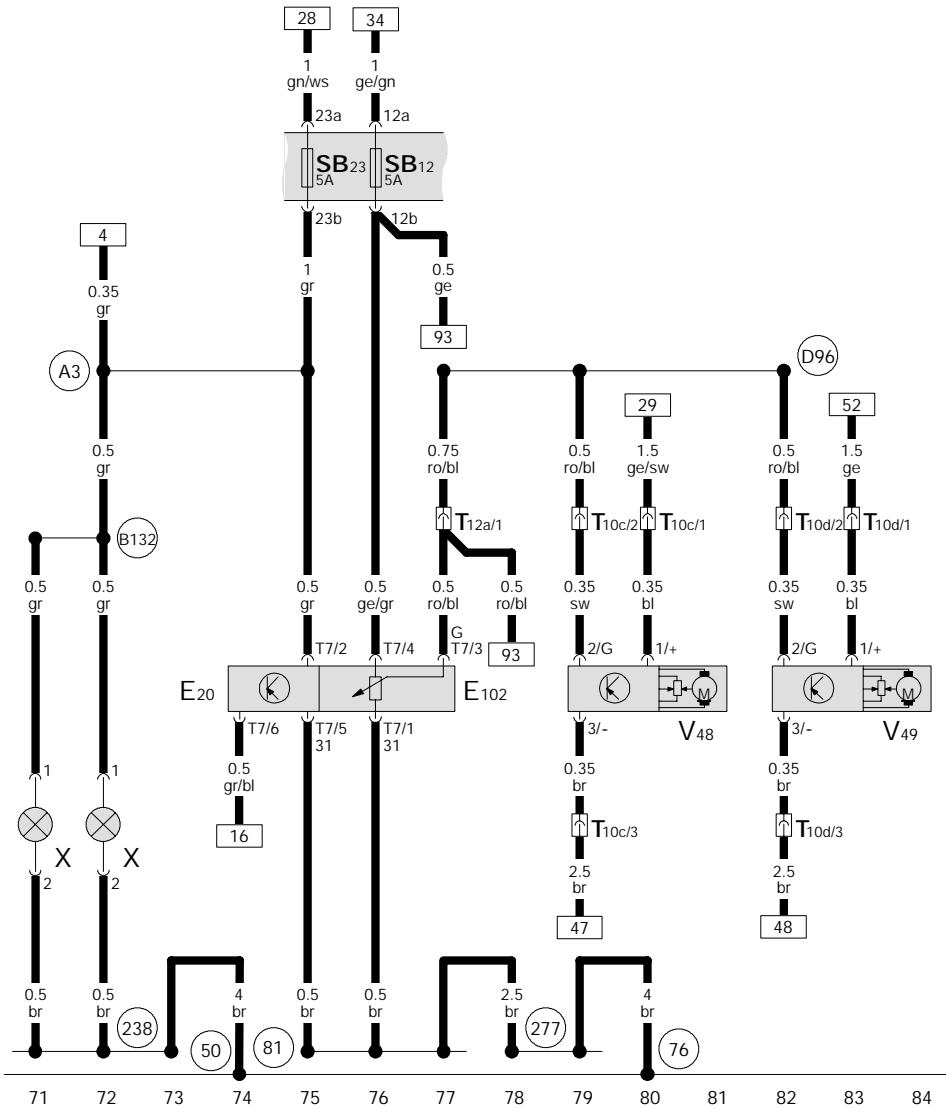 28 34
1 1
gn/ws ge/gn
23a 12a
SB23 SB12
5A 5A
23b 12b
4
1 0.5
gr ge
0.35
gr
93
A3 D96
29 52
0.5 0.75 0.5 1.5 0.5 1.5
gr ro/bl ro/bl ge/sw ro/bl ge
T12a/1 T10c/2 T10c/1 T10d/2 T10d/1
B132
0.5 0.5 0.5 0.5 0.5 0.5 0.35 0.35 0.35 0.35
gr gr gr ge/gr ro/bl ro/bl sw bl sw bl
G
T7/2 T7/4 T7/3 93 2/G 1/+ 2/G 1/+
E20 E102
M M
T7/6 T7/5 T7/1 3/- V48 3/- V49
31 31
1 1 0.5 0.35 0.35
gr/bl br br
16 T10c/3 T10d/3
X X
2 2 2.5 2.5
br br
47 48
0.5 0.5 4 0.5 0.5 2.5 4
br br br br br br br
238 50 81 277 76
71 72 73 74 75 76 77 78 79 80 81 82 83 84